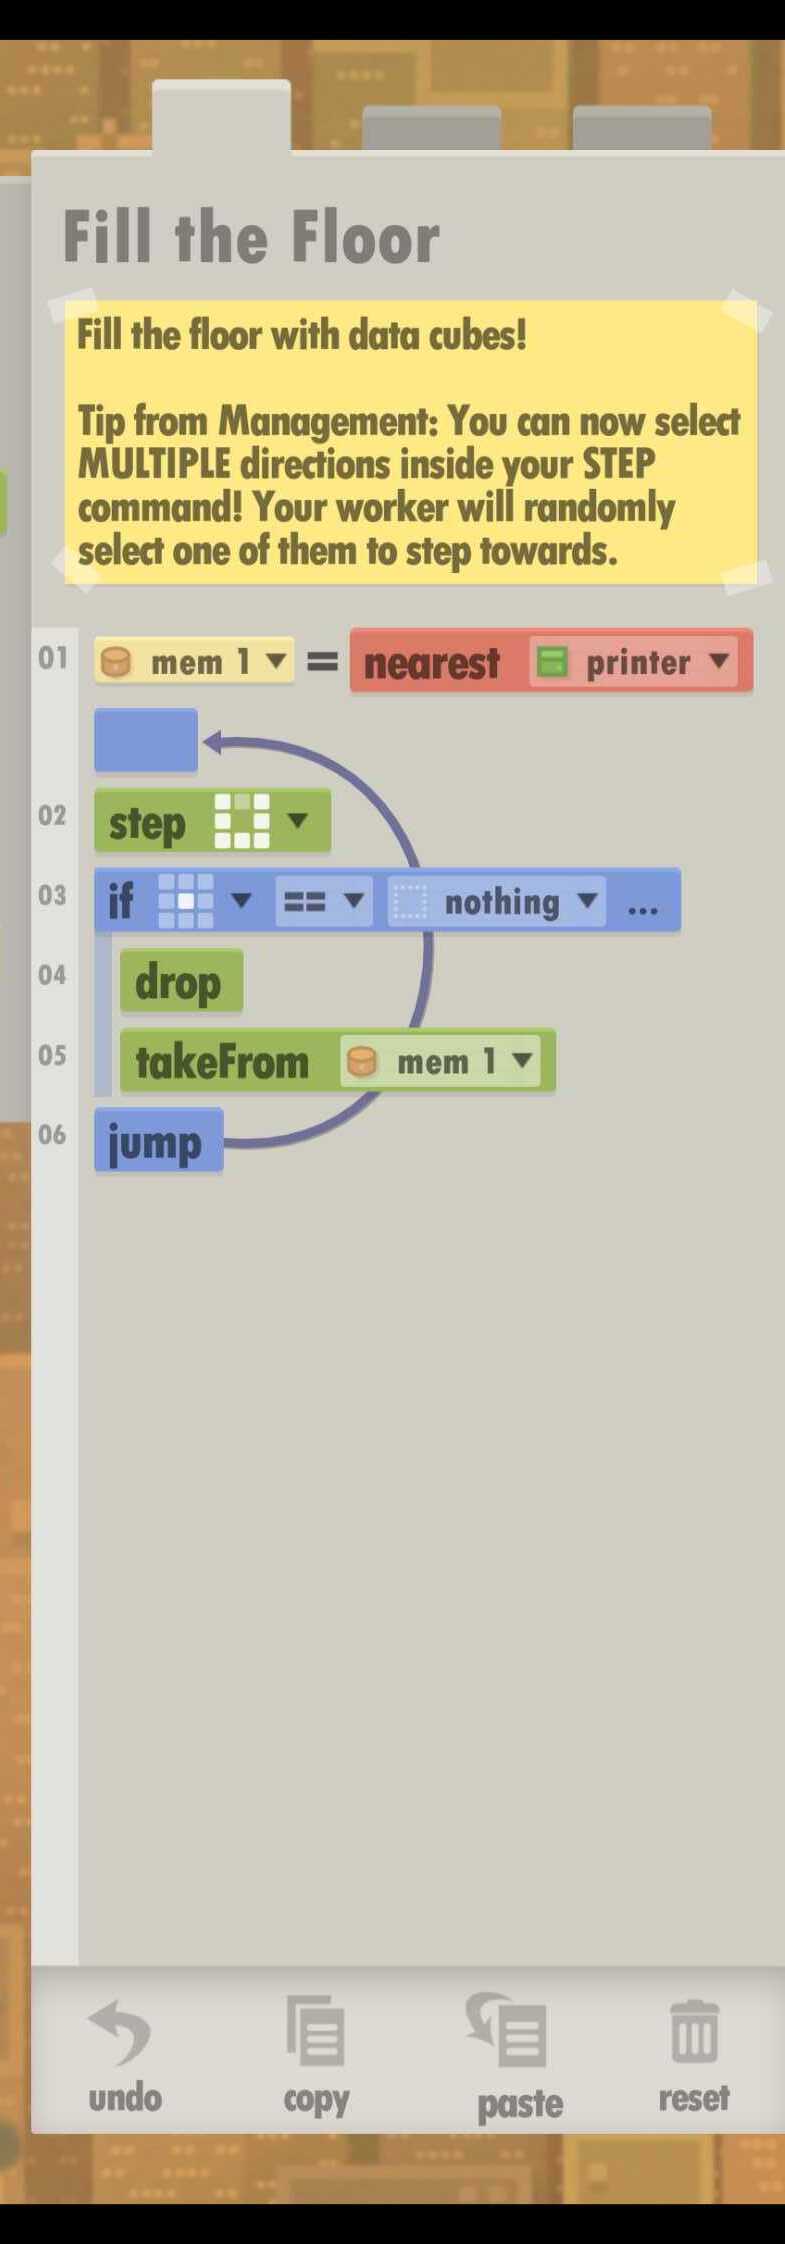 Fill the Floor
Fill the floor with data cubes!
Tip from Management: You can now select
MULTIPLE directions inside your STEP
command! Your worker will randomly
select one of them to step towards.
01 mem 1 = nearest printer
02 step
03 if == nothing ...
04 drop
05 takeFrom mem 1
06 jump
undo copy paste reset